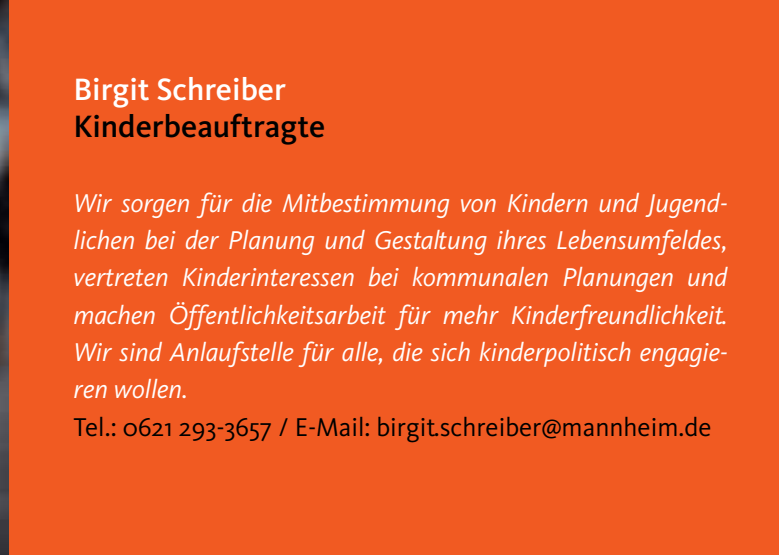 Birgit Schreiber
Kinderbeauftragte
Wir sorgen für die Mitbestimmung von Kindern und Jugend-
lichen bei der Planung und Gestaltung ihres Lebensumfeldes,
vertreten Kinderinteressen bei kommunalen Planungen und
machen Öffentlichkeitsarbeit für mehr Kinderfreundlichkeit.
Wir sind Anlaufstelle für alle, die sich kinderpolitisch engagie-
ren wollen.
Tel.: 0621 293-3657 / E-Mail: birgit.schreiber@mannheim.de